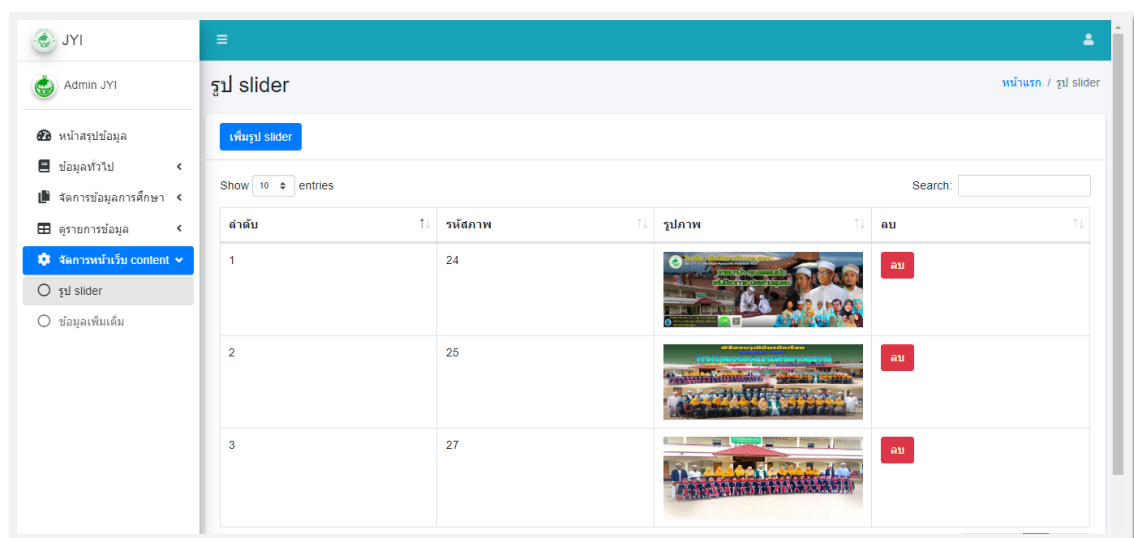 JYI
Admin JYI
รูป slider
หน้าแรก / รูป slider
หน้าสรุปข้อมูล
ข้อมูลทั่วไป
จัดการข้อมูลการศึกษา
ดูรายการข้อมูล
จัดการหน้าเว็บ content
รูป slider
ข้อมูลเพิ่มเติม
เพิ่มรูป slider
Show 10 entries
Search:
ลำดับ รหัสภาพ รูปภาพ ลบ
1 24 ลบ
2 25 ลบ
3 27 ลบ